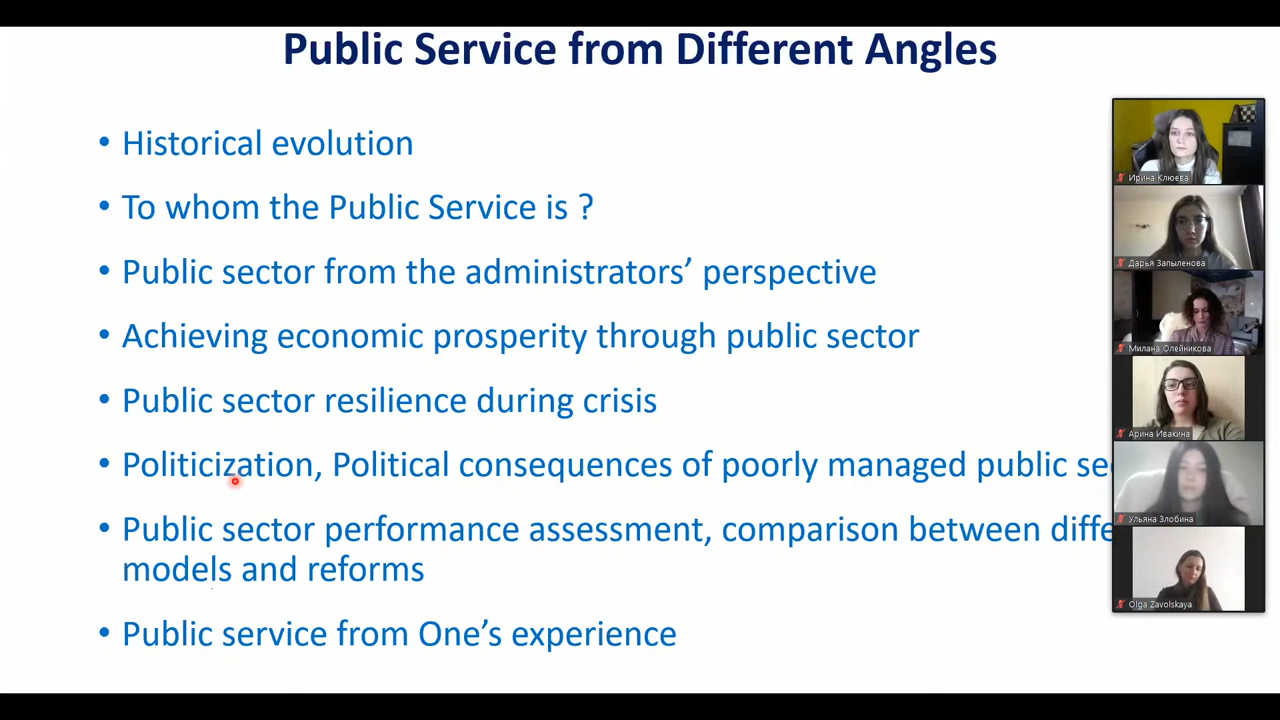 Public Service from Different Angles
• Historical evolution
• To whom the Public Service is ?
• Public sector from the administrators’ perspective
• Achieving economic prosperity through public sector
• Public sector resilience during crisis
• Politicization, Political consequences of poorly managed public
• Public sector performance assessment, comparison between
models and reforms
• Public service from One’s experience
Ирина Клюева
Дарья Запыленова
Милана Олейникова
Арина Ивакина
Ульяна Злобина
Olga Zavolskaya